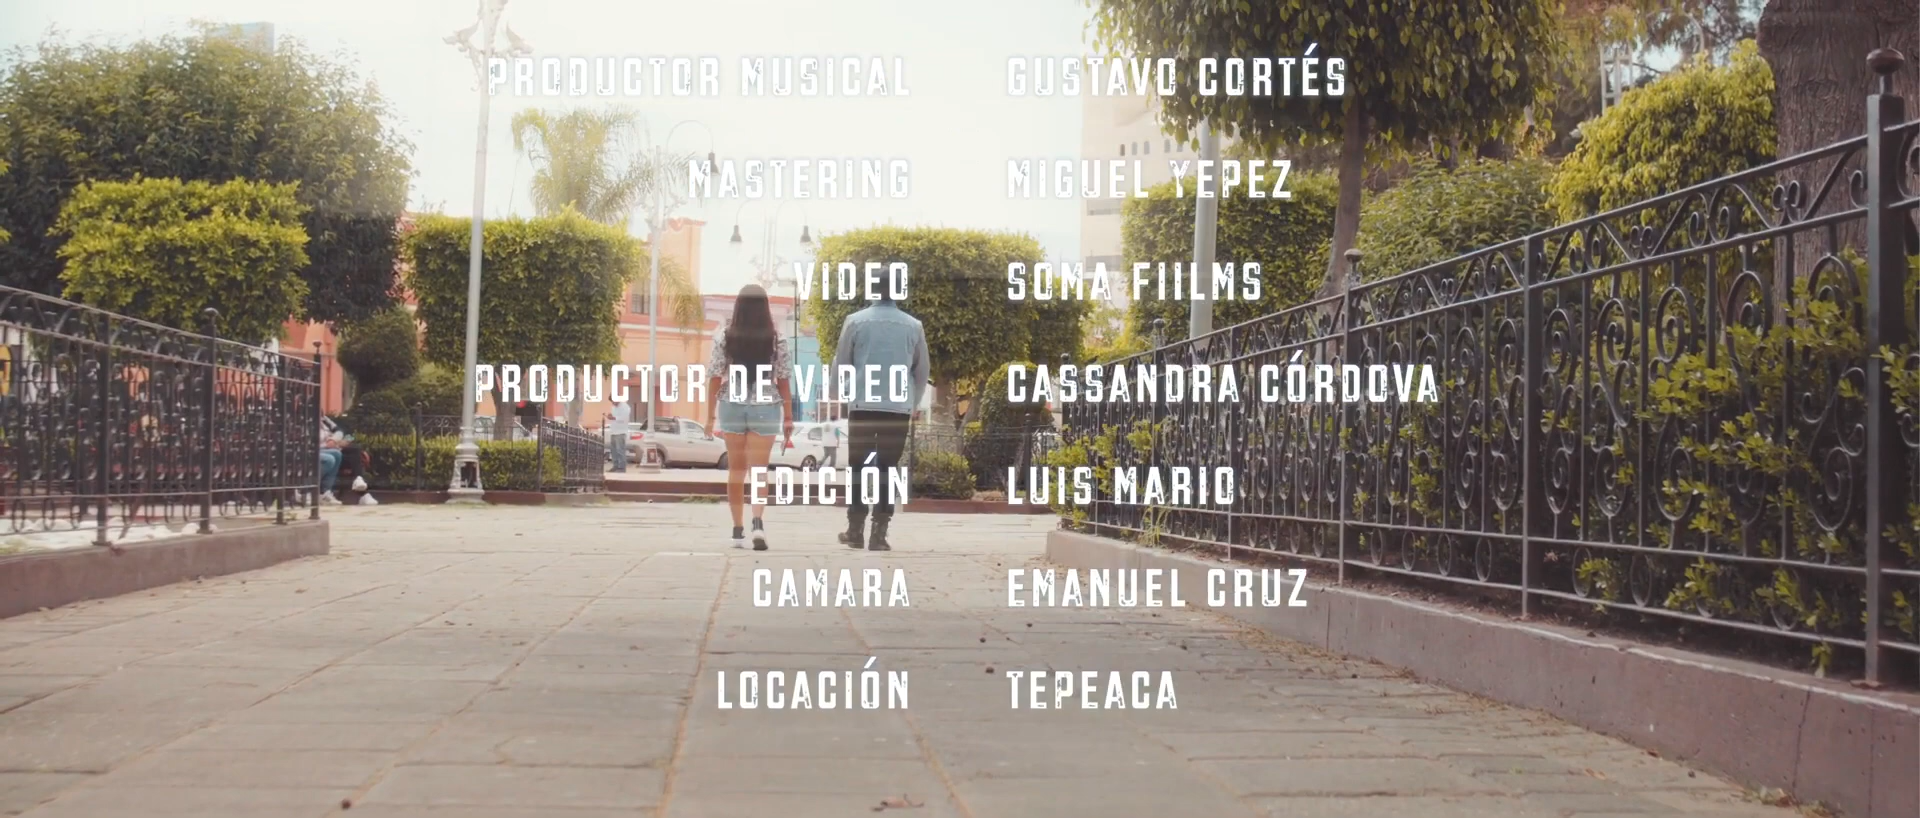 PRODUCTOR MUSICAL GUSTAVO CORTÉS
MASTERING MIGUEL YEPEZ
VIDEO SOMA FIILMS
PRODUCTOR DE VIDEO CASSANDRA CÓRDOVA
EDICIÓN LUIS MARIO
CAMARA EMANUEL CRUZ
LOCACIÓN TEPEACA